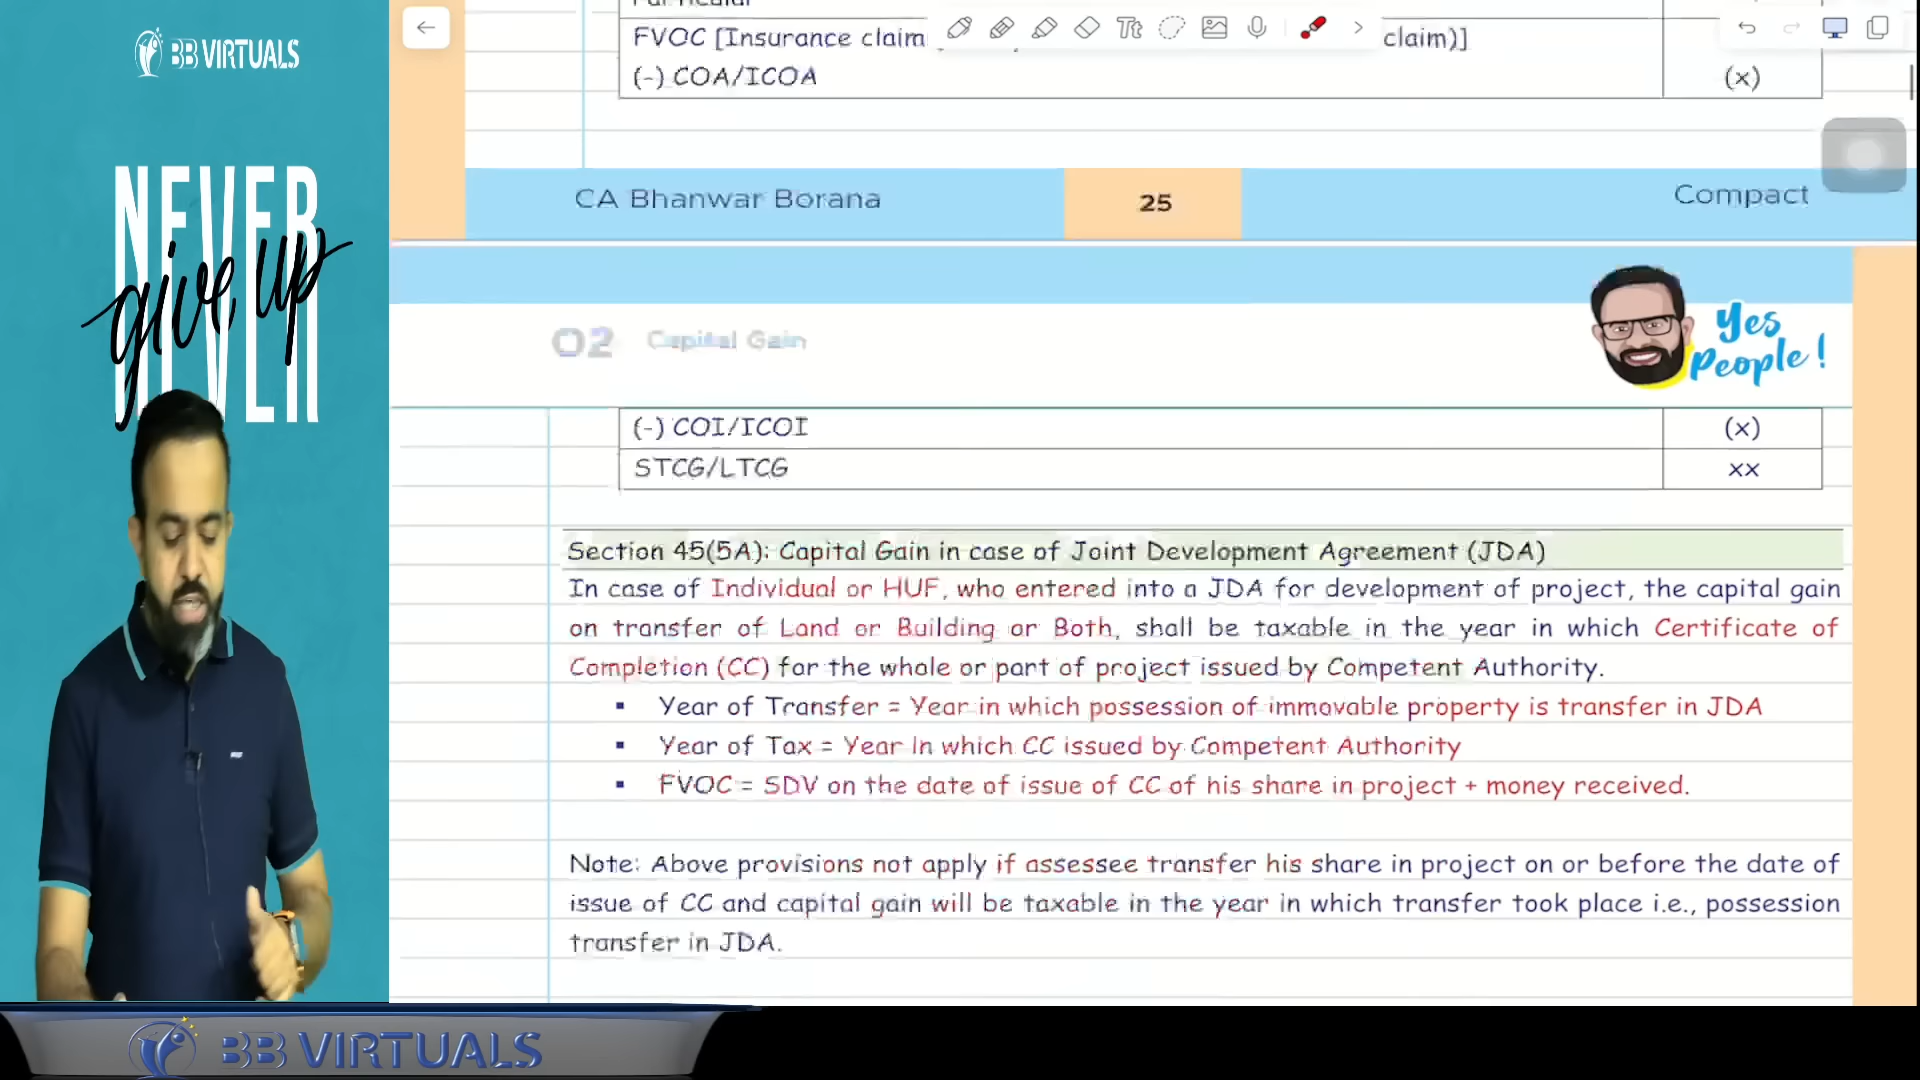 BB VIRTUALS
NEVER
give up
NEVER
FVOC [Insurance claim
claim)]
(-) COA/ICOA (x)
CA Bhanwar Borana 25 Compact
02 Capital Gain
Yes
People !
(-) COI/ICOI (x)
STCG/LTCG xx
Section 45(5A): Capital Gain in case of Joint Development Agreement (JDA)
In case of Individual or HUF, who entered into a JDA for development of project, the capital gain
on transfer of Land or Building or Both, shall be taxable in the year in which Certificate of
Completion (CC) for the whole or part of project issued by Competent Authority.
▪ Year of Transfer = Year in which possession of immovable property is transfer in JDA
▪ Year of Tax = Year In which CC issued by Competent Authority
▪ FVOC = SDV on the date of issue of CC of his share in project + money received.
Note: Above provisions not apply if assessee transfer his share in project on or before the date of
issue of CC and capital gain will be taxable in the year in which transfer took place i.e., possession
transfer in JDA.
BB VIRTUALS